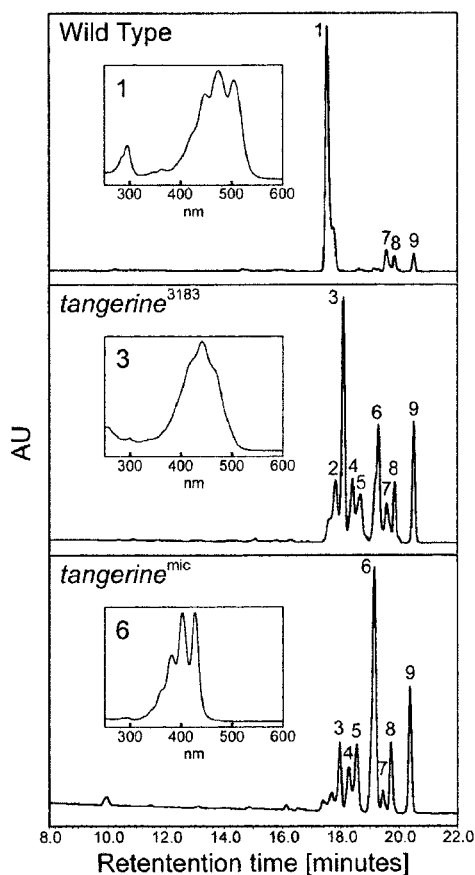 Wild Type
1
1
300 400 500 600
nm
7 8 9
tangerine3183
3
3
300 400 500 600
nm
2 4 5 6 7 8 9
AU
tangerinemic
6
6
300 400 500 600
nm
3 4 5 7 8 9
8.0 10.0 12.0 14.0 16.0 18.0 20.0 22.0
Retentention time [minutes]